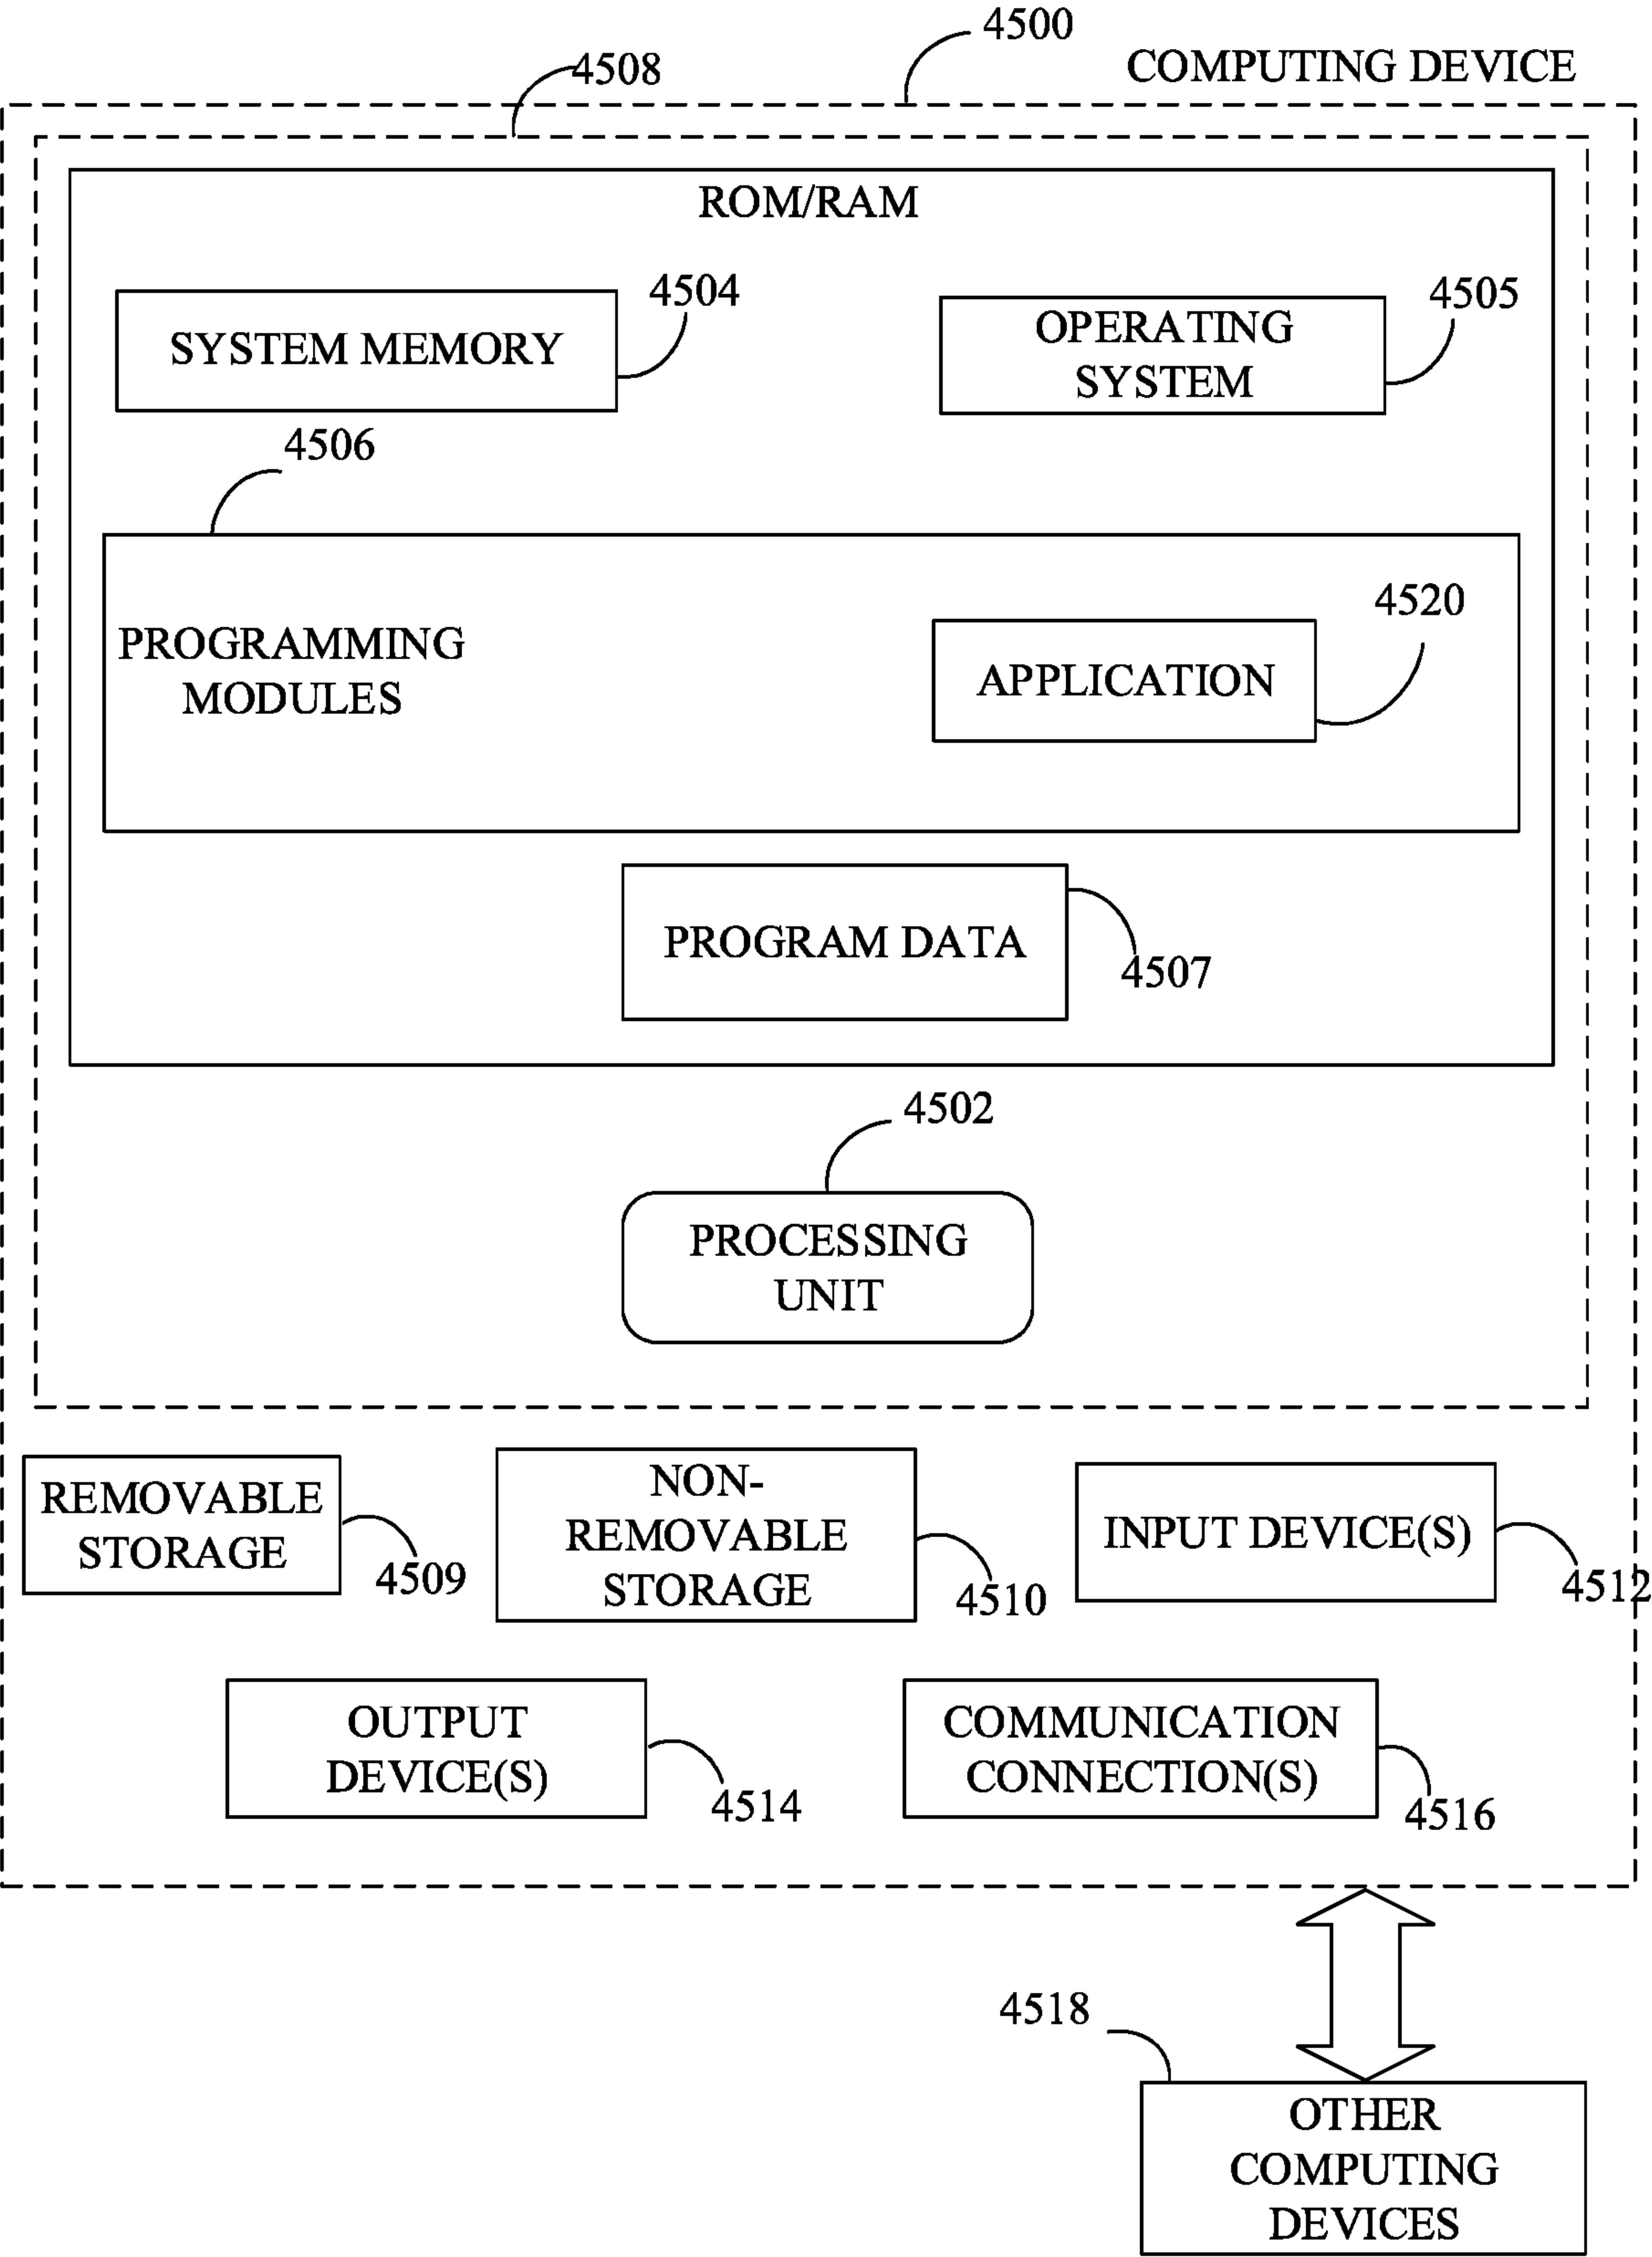 4500
COMPUTING DEVICE
4508
ROM/RAM
4504
SYSTEM MEMORY
4505
OPERATING
SYSTEM
4506
PROGRAMMING
MODULES
4520
APPLICATION
PROGRAM DATA
4507
4502
PROCESSING
UNIT
REMOVABLE
STORAGE
4509
NON-
REMOVABLE
STORAGE
4510
INPUT DEVICE(S)
4512
OUTPUT
DEVICE(S)
4514
COMMUNICATION
CONNECTION(S)
4516
4518
OTHER
COMPUTING
DEVICES